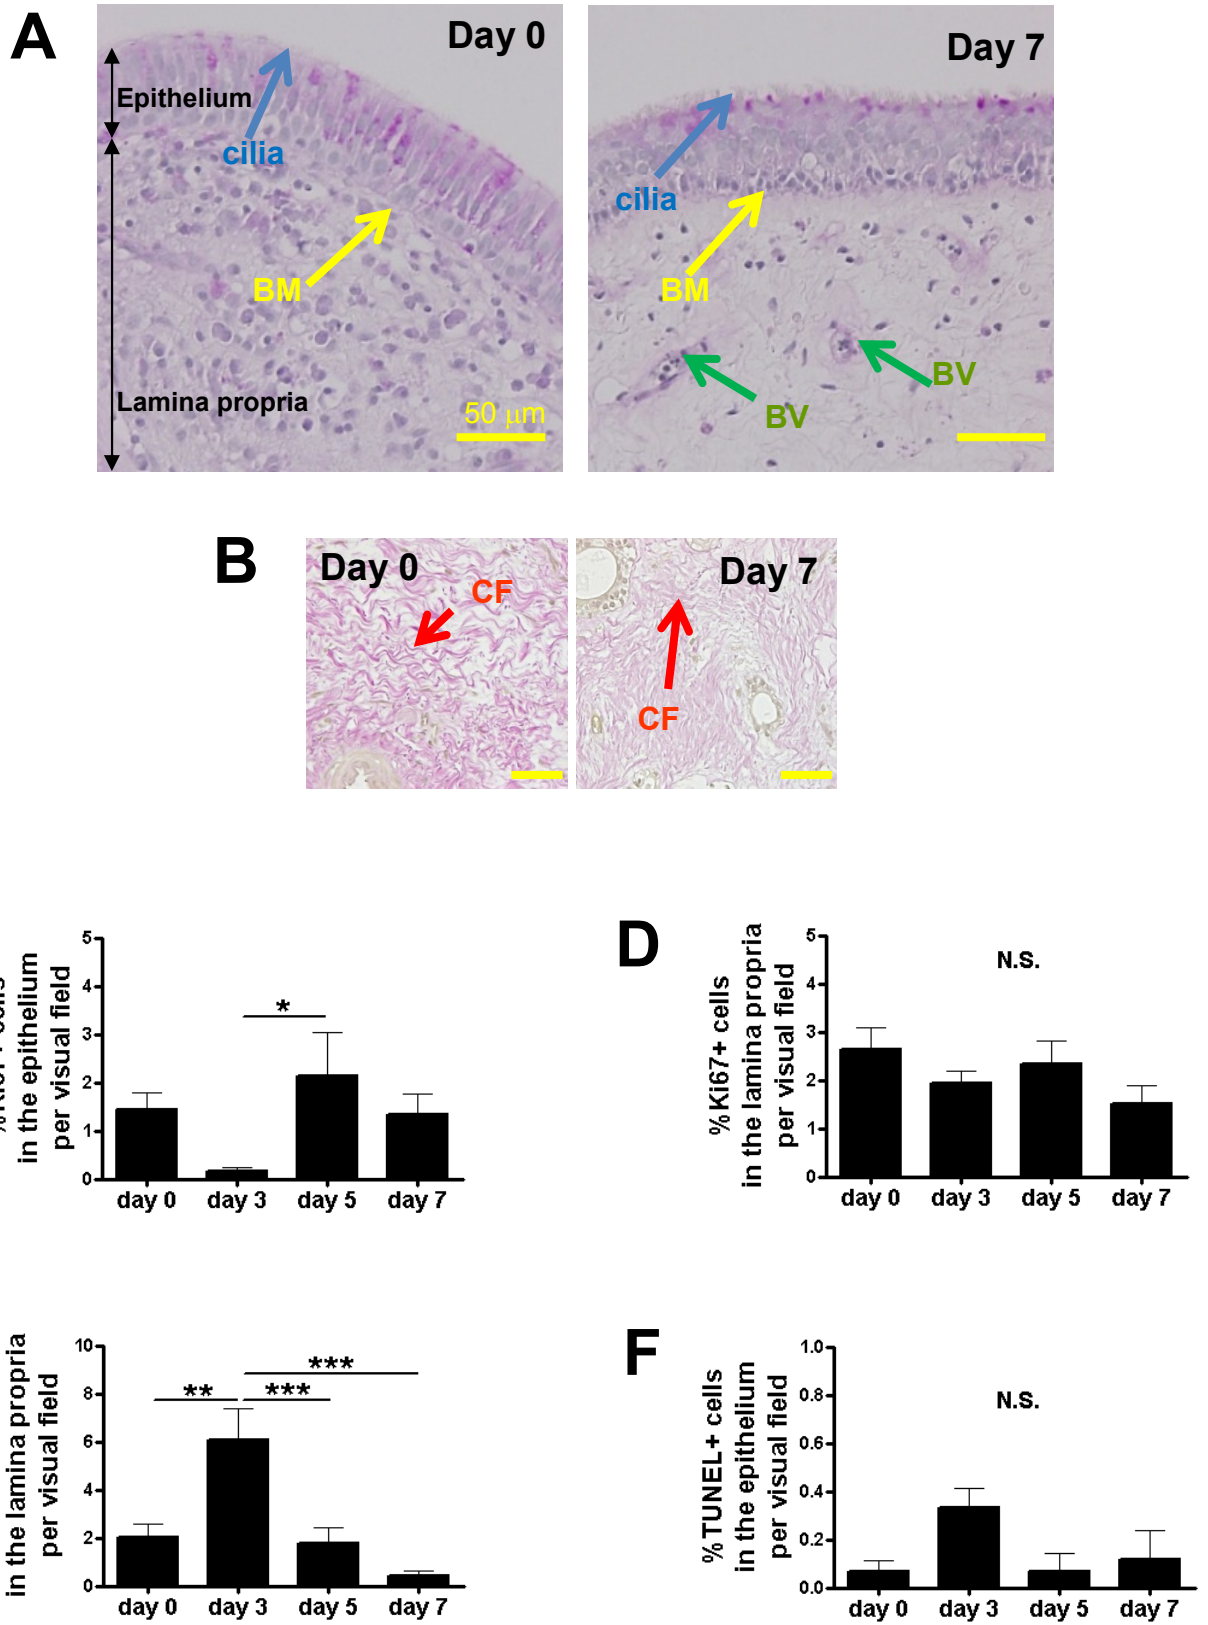 A
Day 0
Epithelium
cilia
BM
Lamina propria
50 μm
Day 7
cilia
BM
BV
BV
B
Day 0
CF
Day 7
CF
in the epithelium
per visual field
5
4
3
2
1
0
*
day 0
day 3
day 5
day 7
D
% Ki67+ cells
in the lamina propria
per visual field
5
4
3
2
1
0
N.S.
day 0
day 3
day 5
day 7
in the lamina propria
per visual field
10
8
6
4
2
0
**
***
***
day 0
day 3
day 5
day 7
F
% TUNEL+ cells
in the epithelium
per visual field
1.0
0.8
0.6
0.4
0.2
0.0
N.S.
day 0
day 3
day 5
day 7